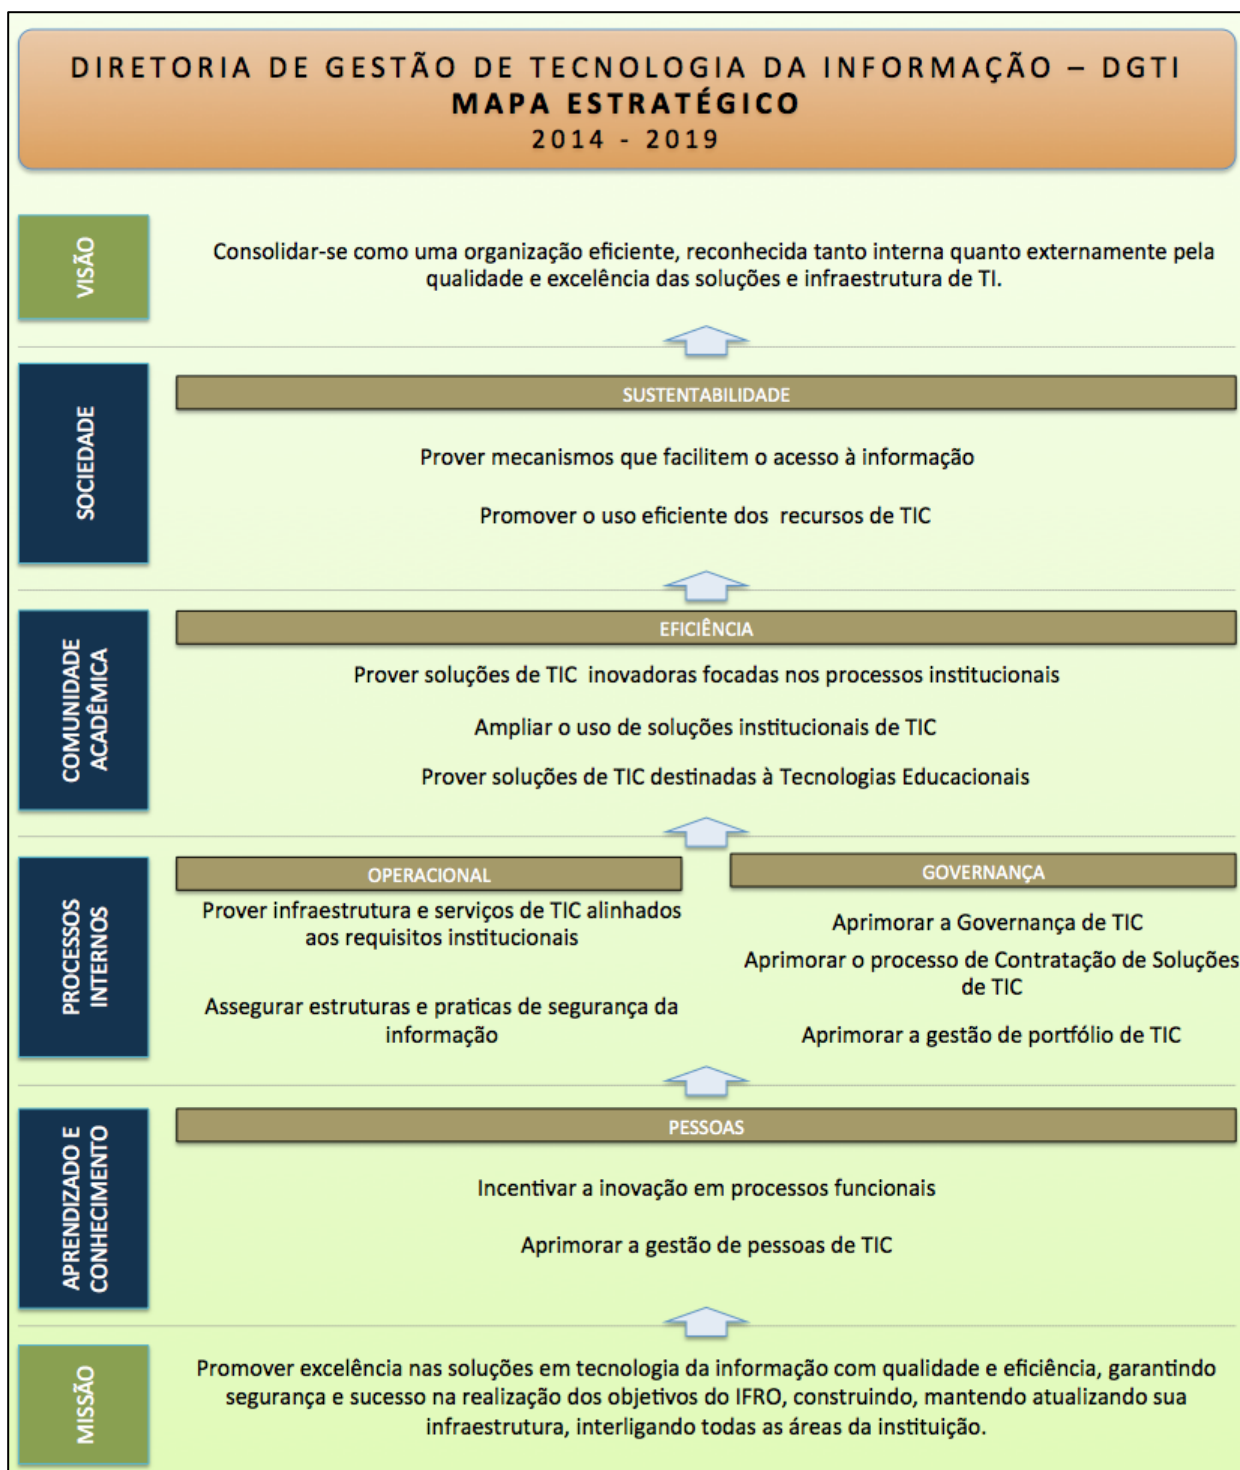 DIRETORIA DE GESTÃO DE TECNOLOGIA DA INFORMAÇÃO – DGTI
MAPA ESTRATÉGICO
2014 - 2019
VISÃO
Consolidar-se como uma organização eficiente, reconhecida tanto interna quanto externamente pela
qualidade e excelência das soluções e infraestrutura de TI.
SOCIEDADE
SUSTENTABILIDADE
Prover mecanismos que facilitem o acesso à informação
Promover o uso eficiente dos recursos de TIC
COMUNIDADE
ACADÊMICA
EFICIÊNCIA
Prover soluções de TIC inovadoras focadas nos processos institucionais
Ampliar o uso de soluções institucionais de TIC
Prover soluções de TIC destinadas à Tecnologias Educacionais
PROCESSOS
INTERNOS
OPERACIONAL
Prover infraestrutura e serviços de TIC alinhados
aos requisitos institucionais
Assegurar estruturas e praticas de segurança da
informação
GOVERNANÇA
Aprimorar a Governança de TIC
Aprimorar o processo de Contratação de Soluções
de TIC
Aprimorar a gestão de portfólio de TIC
APRENDIZADO E
CONHECIMENTO
PESSOAS
Incentivar a inovação em processos funcionais
Aprimorar a gestão de pessoas de TIC
MISSÃO
Promover excelência nas soluções em tecnologia da informação com qualidade e eficiência, garantindo
segurança e sucesso na realização dos objetivos do IFRO, construindo, mantendo atualizando sua
infraestrutura, interligando todas as áreas da instituição.